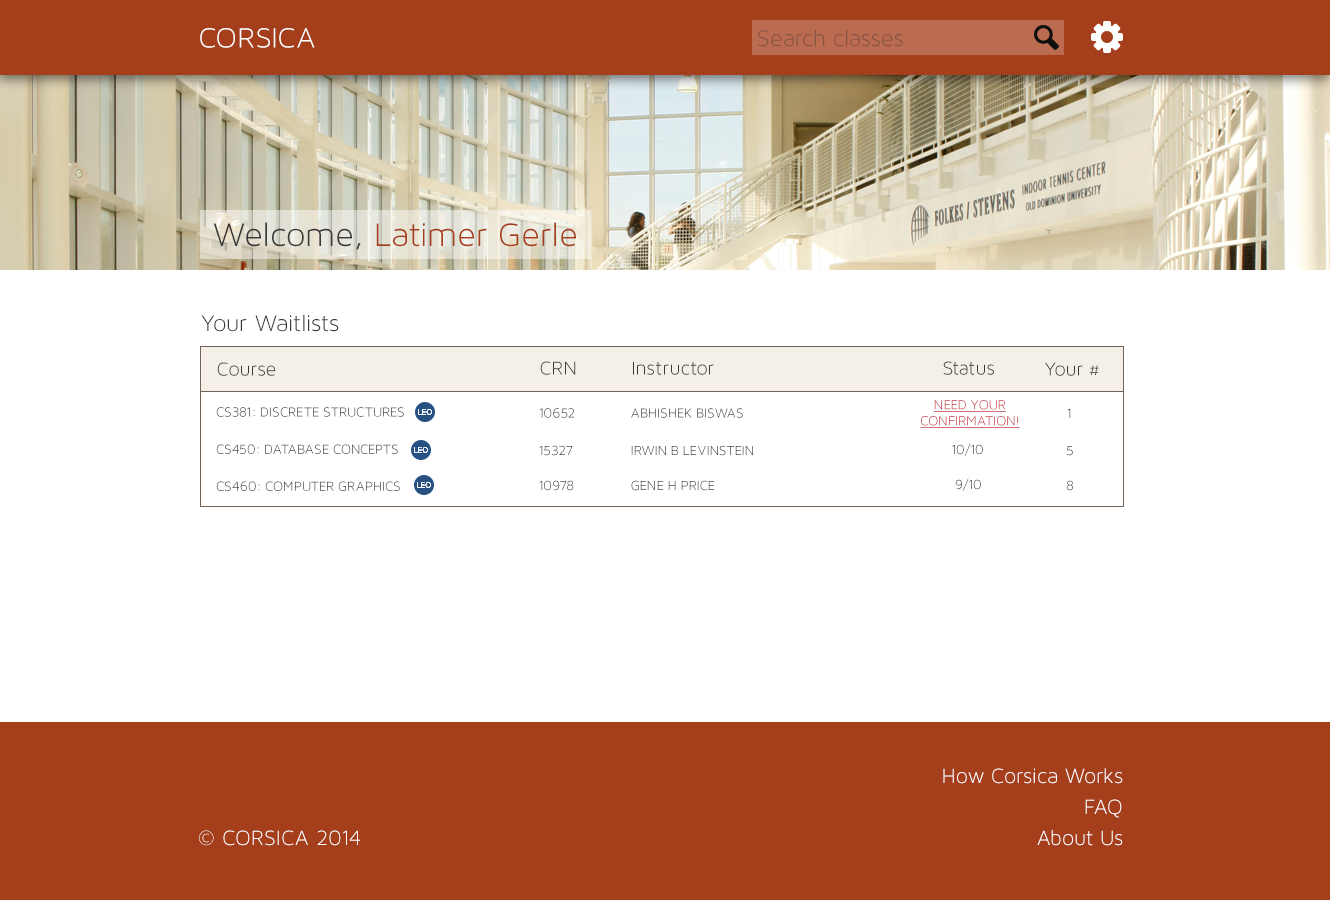 CORSICA
Search classes
FOLKES / STEVENS
INDOOR TENNIS CENTER
OLD DOMINION UNIVERSITY
Welcome, Latimer Gerle
Your Waitlists
Course CRN Instructor Status Your #
CS381: DISCRETE STRUCTURES LEO 10652 ABHISHEK BISWAS NEED YOUR CONFIRMATION! 1
CS450: DATABASE CONCEPTS LEO 15327 IRWIN B LEVINSTEIN 10/10 5
CS460: COMPUTER GRAPHICS LEO 10978 GENE H PRICE 9/10 8
How Corsica Works
FAQ
© CORSICA 2014
About Us